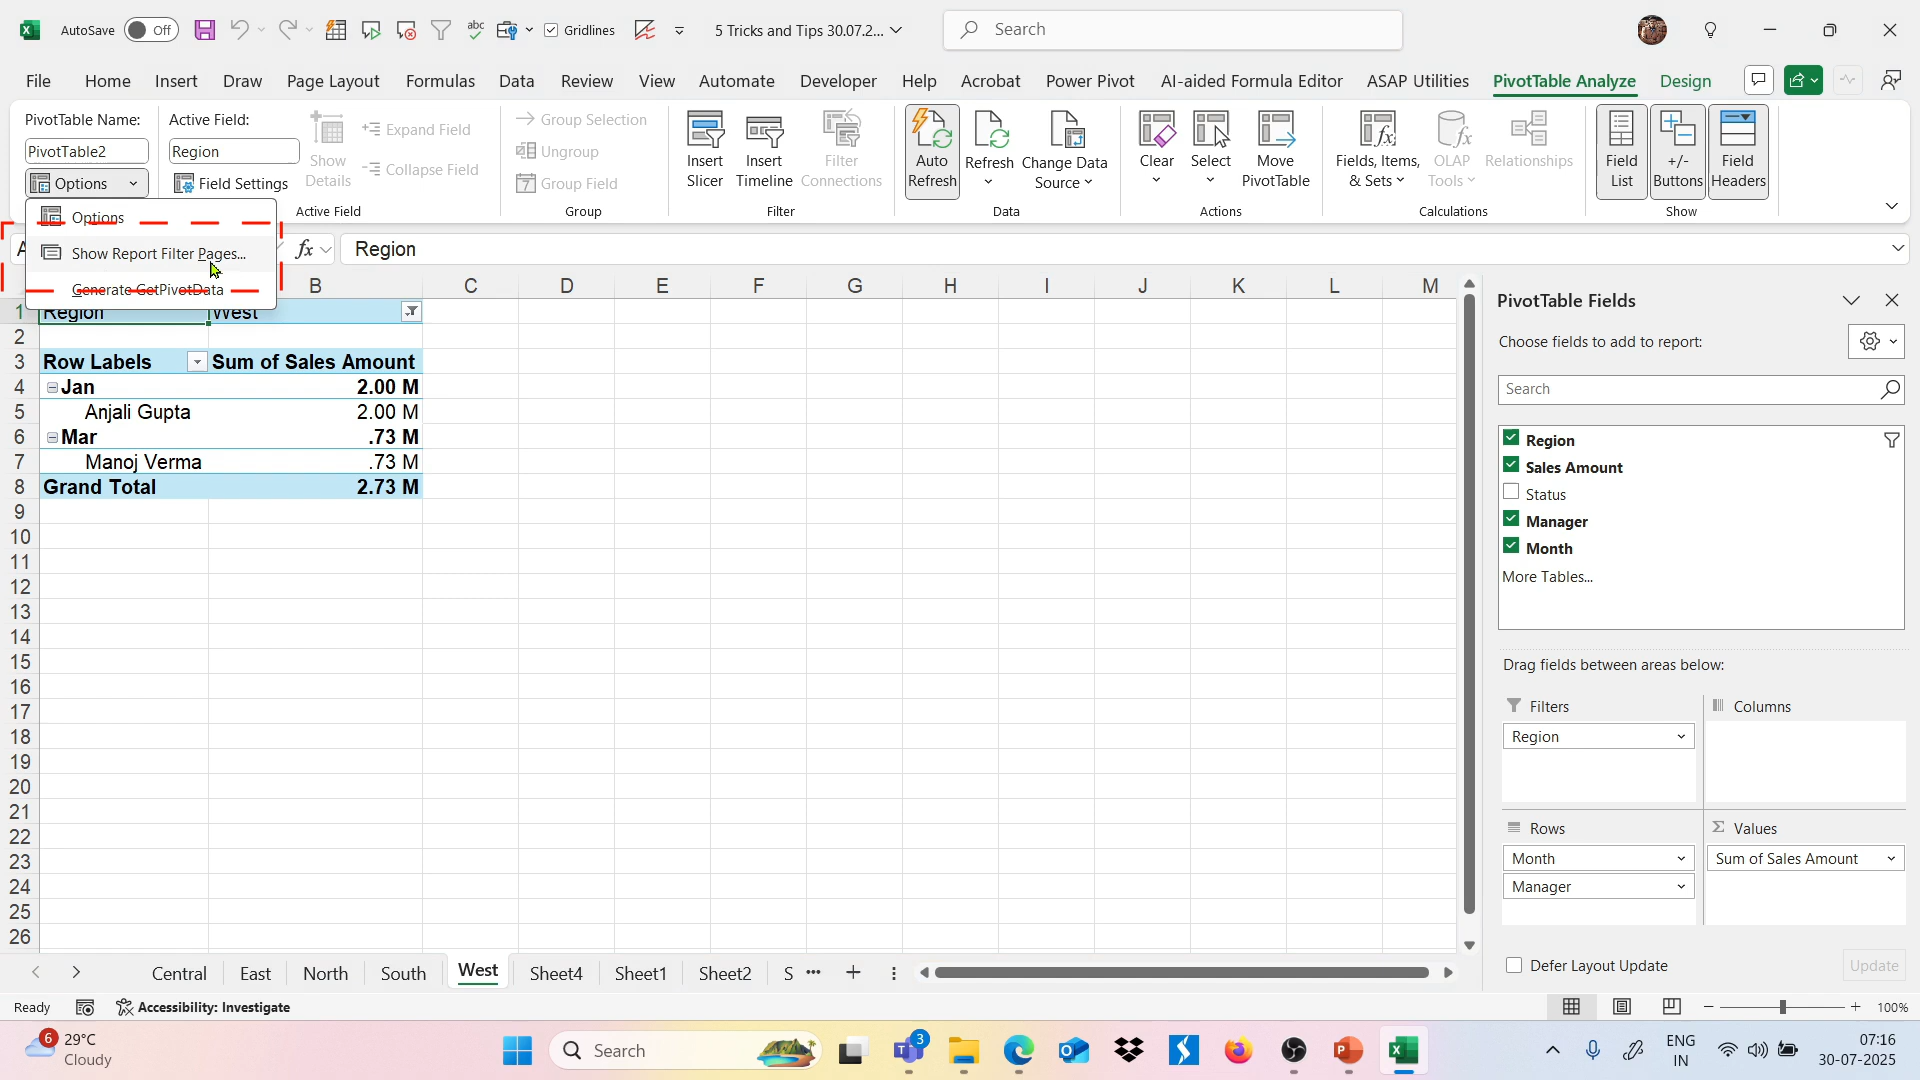 AutoSave Off Gridlines 5 Tricks and Tips 30.07.2... Search
File Home Insert Draw Page Layout Formulas Data Review View Automate Developer Help Acrobat Power Pivot AI-aided Formula Editor ASAP Utilities PivotTable Analyze Design
PivotTable Name:
PivotTable2
Options
Active Field:
Region
Field Settings
Show Details
Expand Field
Collapse Field
Active Field
Group Selection
Ungroup
Group Field
Group
Insert Slicer
Insert Timeline
Filter Connections
Filter
Auto Refresh
Refresh
Change Data Source
Data
Clear
Select
Move PivotTable
Actions
Fields, Items, & Sets
OLAP Tools
Relationships
Calculations
Field List
+/- Buttons
Field Headers
Show
Options
Show Report Filter Pages...
Generate GetPivotData
fx Region
B C D E F G H I J K L M
1 Region West
2
3 Row Labels Sum of Sales Amount
4 Jan 2.00 M
5 Anjali Gupta 2.00 M
6 Mar .73 M
7 Manoj Verma .73 M
8 Grand Total 2.73 M
9
10
11
12
13
14
15
16
17
18
19
20
21
22
23
24
25
26
PivotTable Fields
Choose fields to add to report:
Search
Region
Sales Amount
Status
Manager
Month
More Tables...
Drag fields between areas below:
Filters
Region
Columns
Rows
Month
Manager
Values
Sum of Sales Amount
Defer Layout Update Update
Central East North South West Sheet4 Sheet1 Sheet2 S ...
Ready Accessibility: Investigate 100%
6 29°C
Cloudy
Search
3
ENG
IN
07:16
30-07-2025